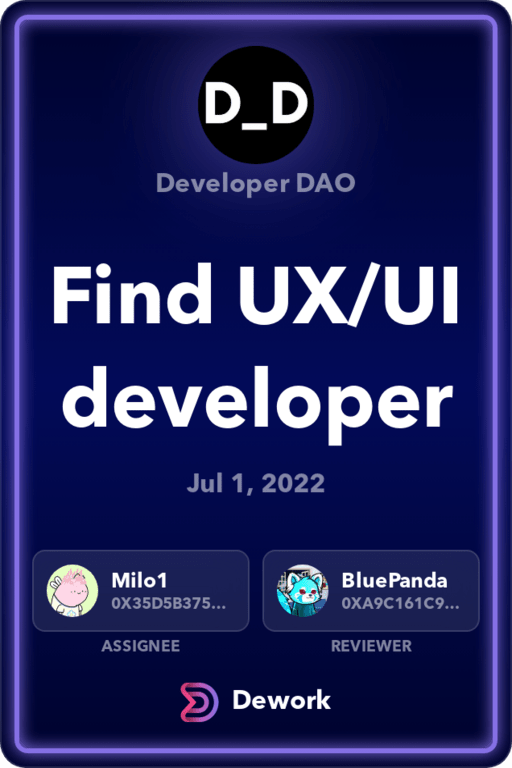 D_D
Developer DAO
Find UX/UI
developer
Jul 1, 2022
Milo1
0X35D5B375...
BluePanda
0XA9C161C9...
ASSIGNEE
REVIEWER
Dework